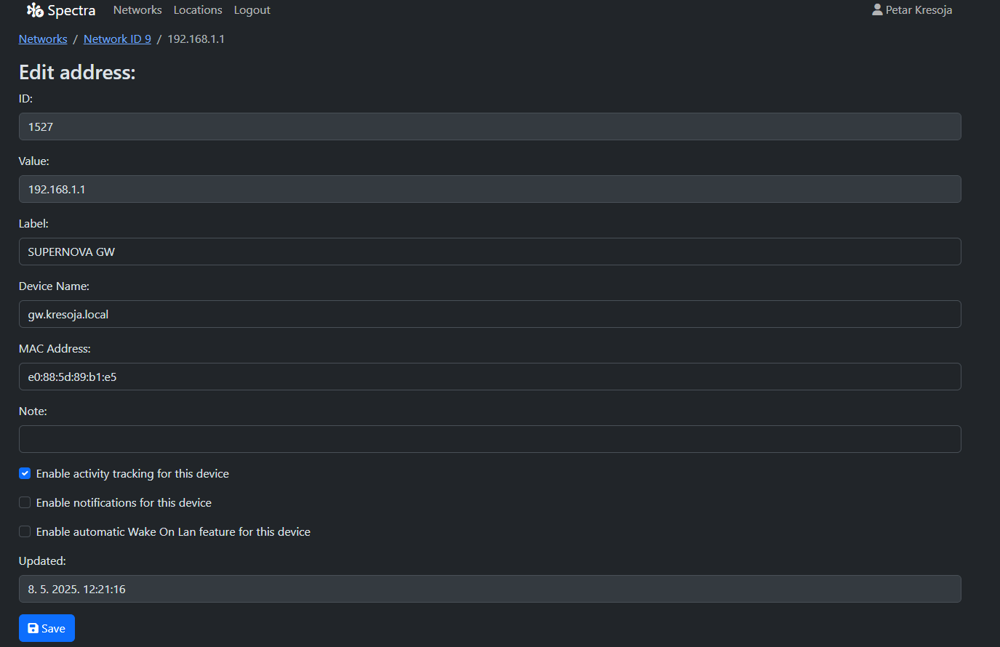 Spectra Networks Locations Logout Petar Kresoja
Networks / Network ID 9 / 192.168.1.1
Edit address:
ID:
1527
Value:
192.168.1.1
Label:
SUPERNOVA GW
Device Name:
gw.kresoja.local
MAC Address:
e0:88:5d:89:b1:e5
Note:
Enable activity tracking for this device
Enable notifications for this device
Enable automatic Wake On Lan feature for this device
Updated:
8. 5. 2025. 12:21:16
Save